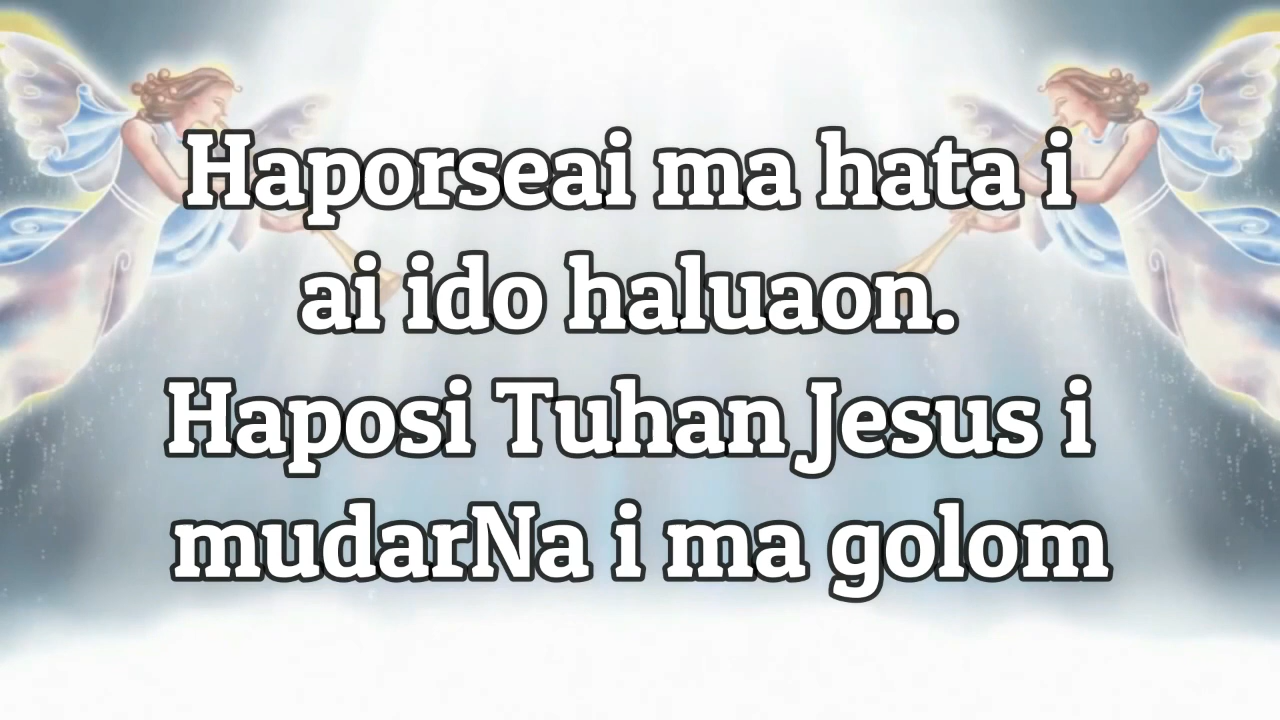 Haporseai ma hata i
ai ido haluaon.
Haposi Tuhan Jesus i
mudarNa i ma golom